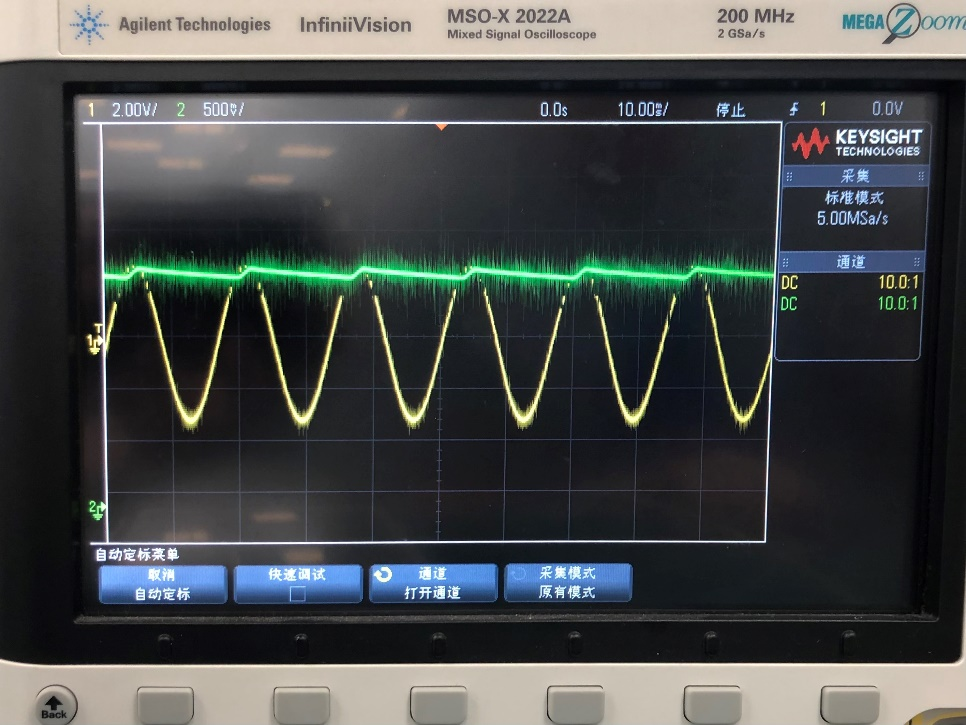 Agilent Technologies InfiniiVision MSO-X 2022A 200 MHz MEGA Zoom
Mixed Signal Oscilloscope 2 GSa/s
1 2.00V/ 2 500mV/ 0.0s 10.00ms/ 停止 1 0.0V
KEYSIGHT
TECHNOLOGIES
采集
标准模式
5.00MSa/s
通道
DC 10.0:1
DC 10.0:1
T
1
2
自动定标菜单
取消
自动定标
快速调试
通道
打开通道
采集模式
原有模式
Back